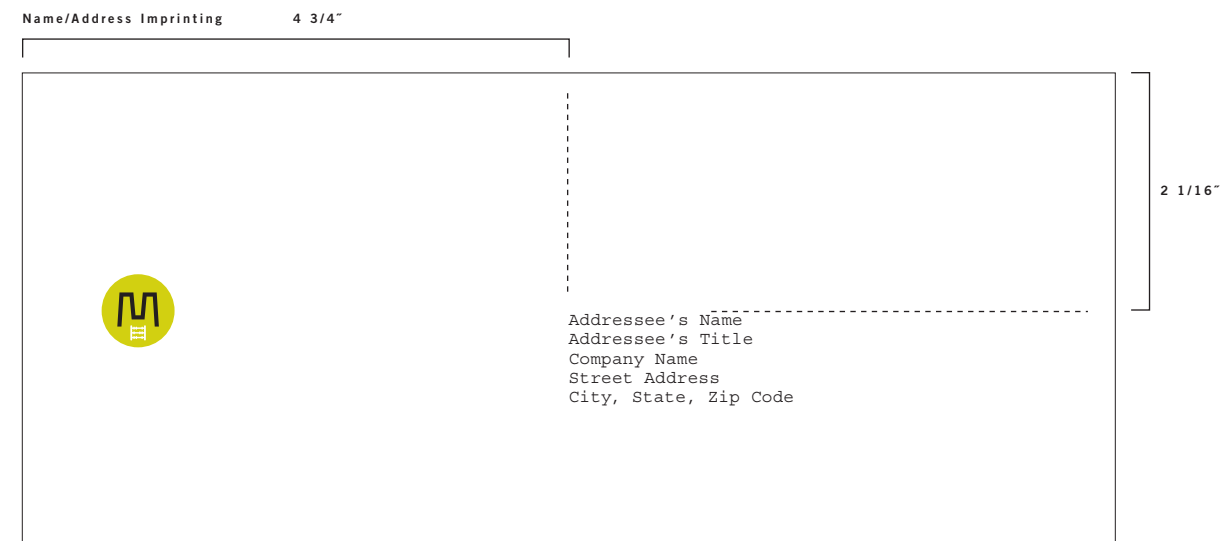 Name/Address Imprinting 4 3/4˝
2 1/16˝
M
Addressee's Name
Addressee's Title
Company Name
Street Address
City, State, Zip Code